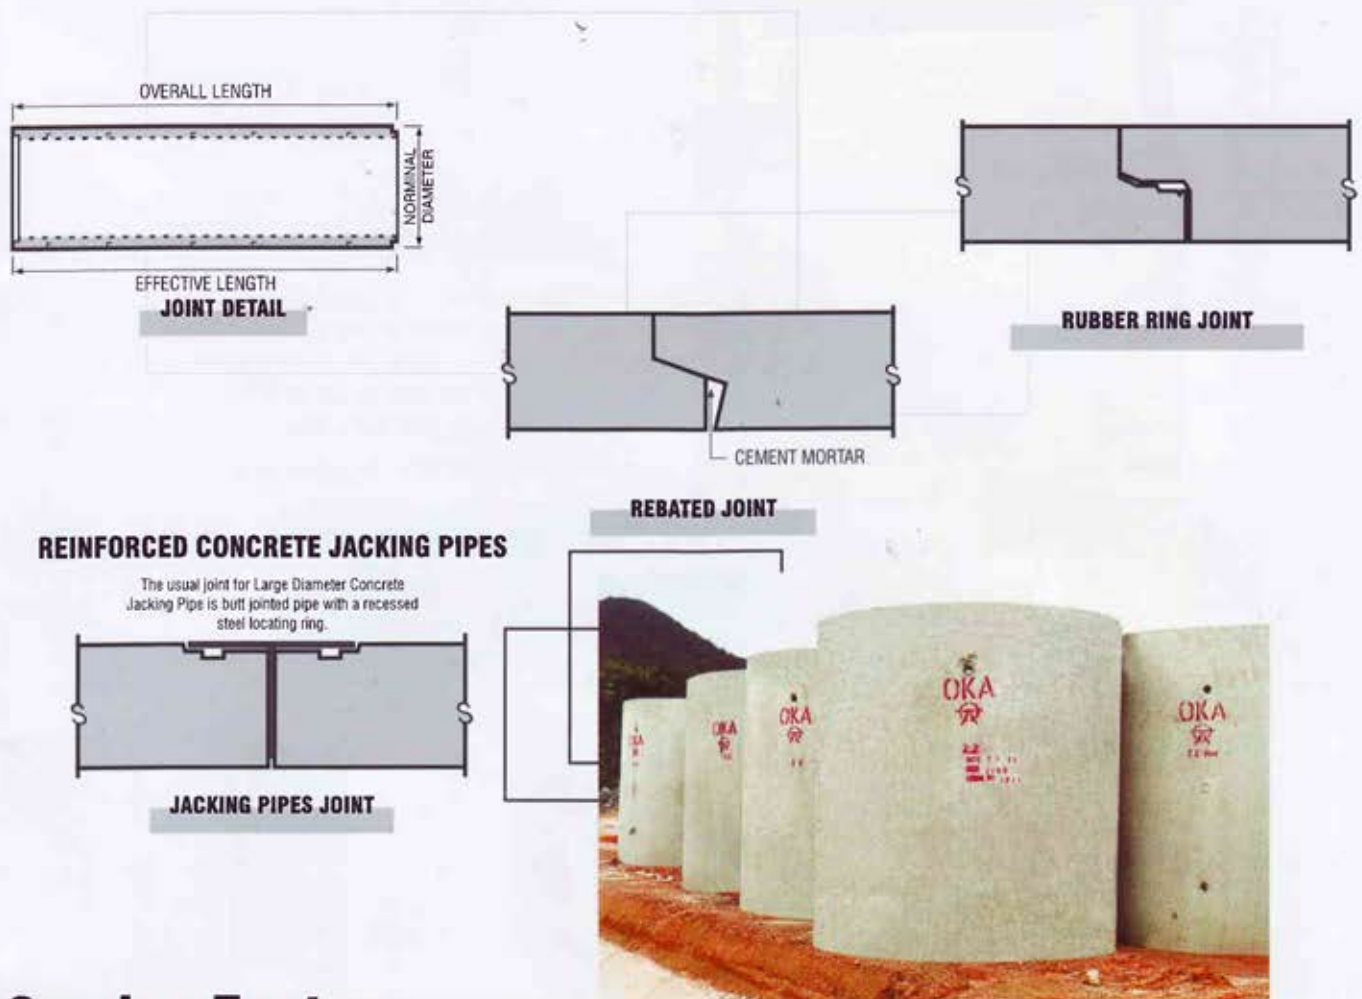 OVERALL LENGTH
NORMINAL
DIAMETER
EFFECTIVE LENGTH
JOINT DETAIL
RUBBER RING JOINT
CEMENT MORTAR
REBATED JOINT
REINFORCED CONCRETE JACKING PIPES
The usual joint for Large Diameter Concrete
Jacking Pipe is butt jointed pipe with a recessed
steel locating ring.
JACKING PIPES JOINT
OKA
OKA
OKA
OKA